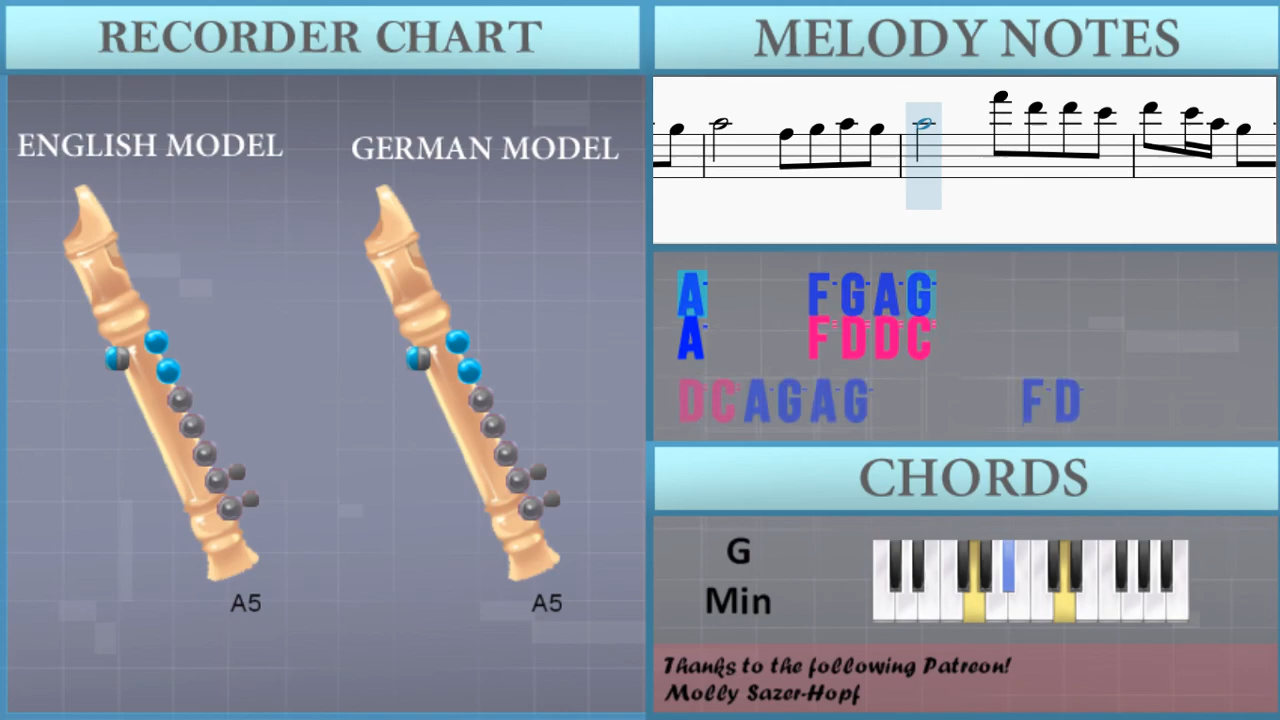 RECORDER CHART
ENGLISH MODEL
GERMAN MODEL
A5
A5
MELODY NOTES
A FGAG
A FDDC
DCAGAG FD
CHORDS
G
Min
Thanks to the following Patreon!
Molly Sazer-Hopf